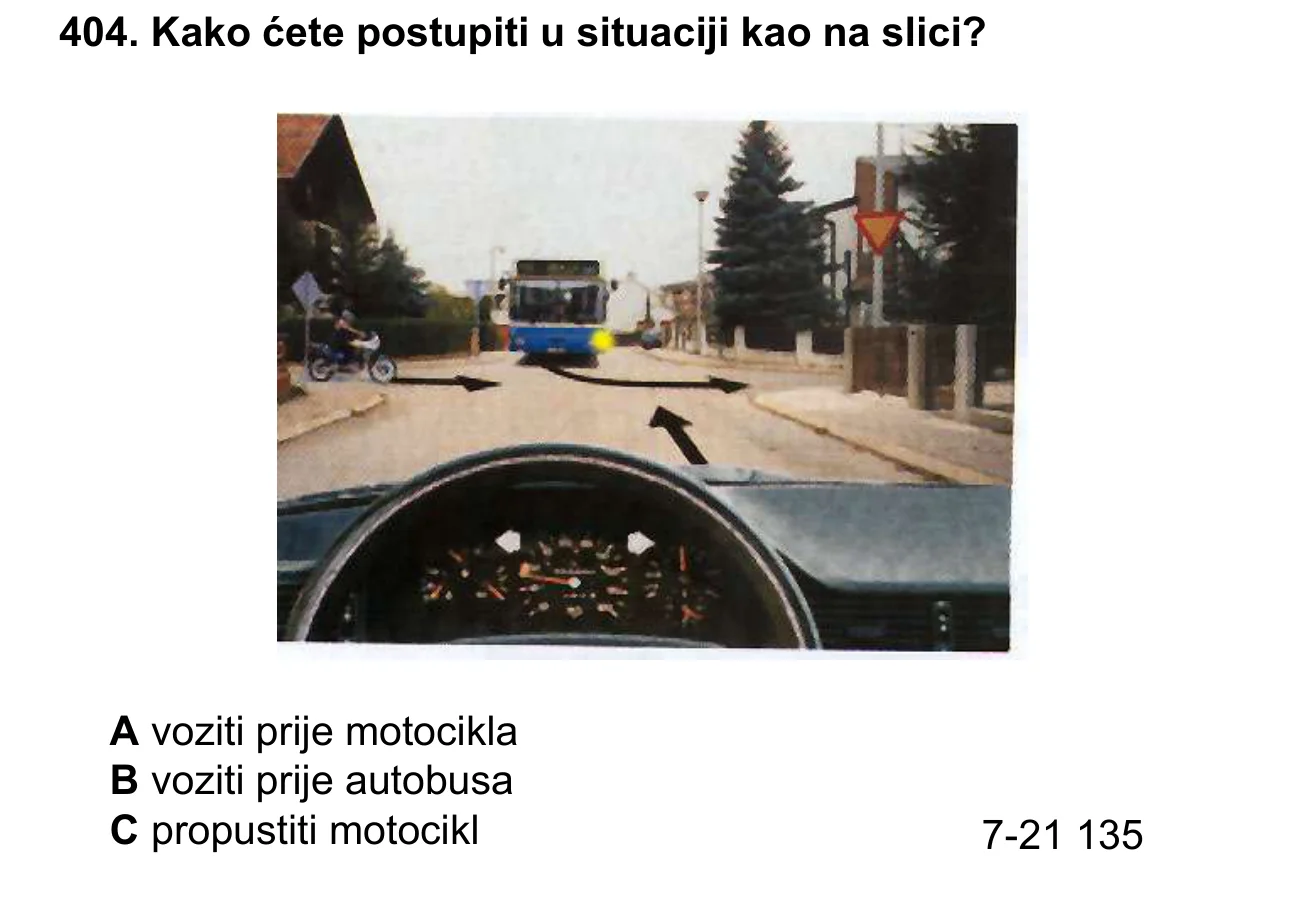 404. Kako ćete postupiti u situaciji kao na slici?
A voziti prije motocikla
B voziti prije autobusa
C propustiti motocikl
7-21 135